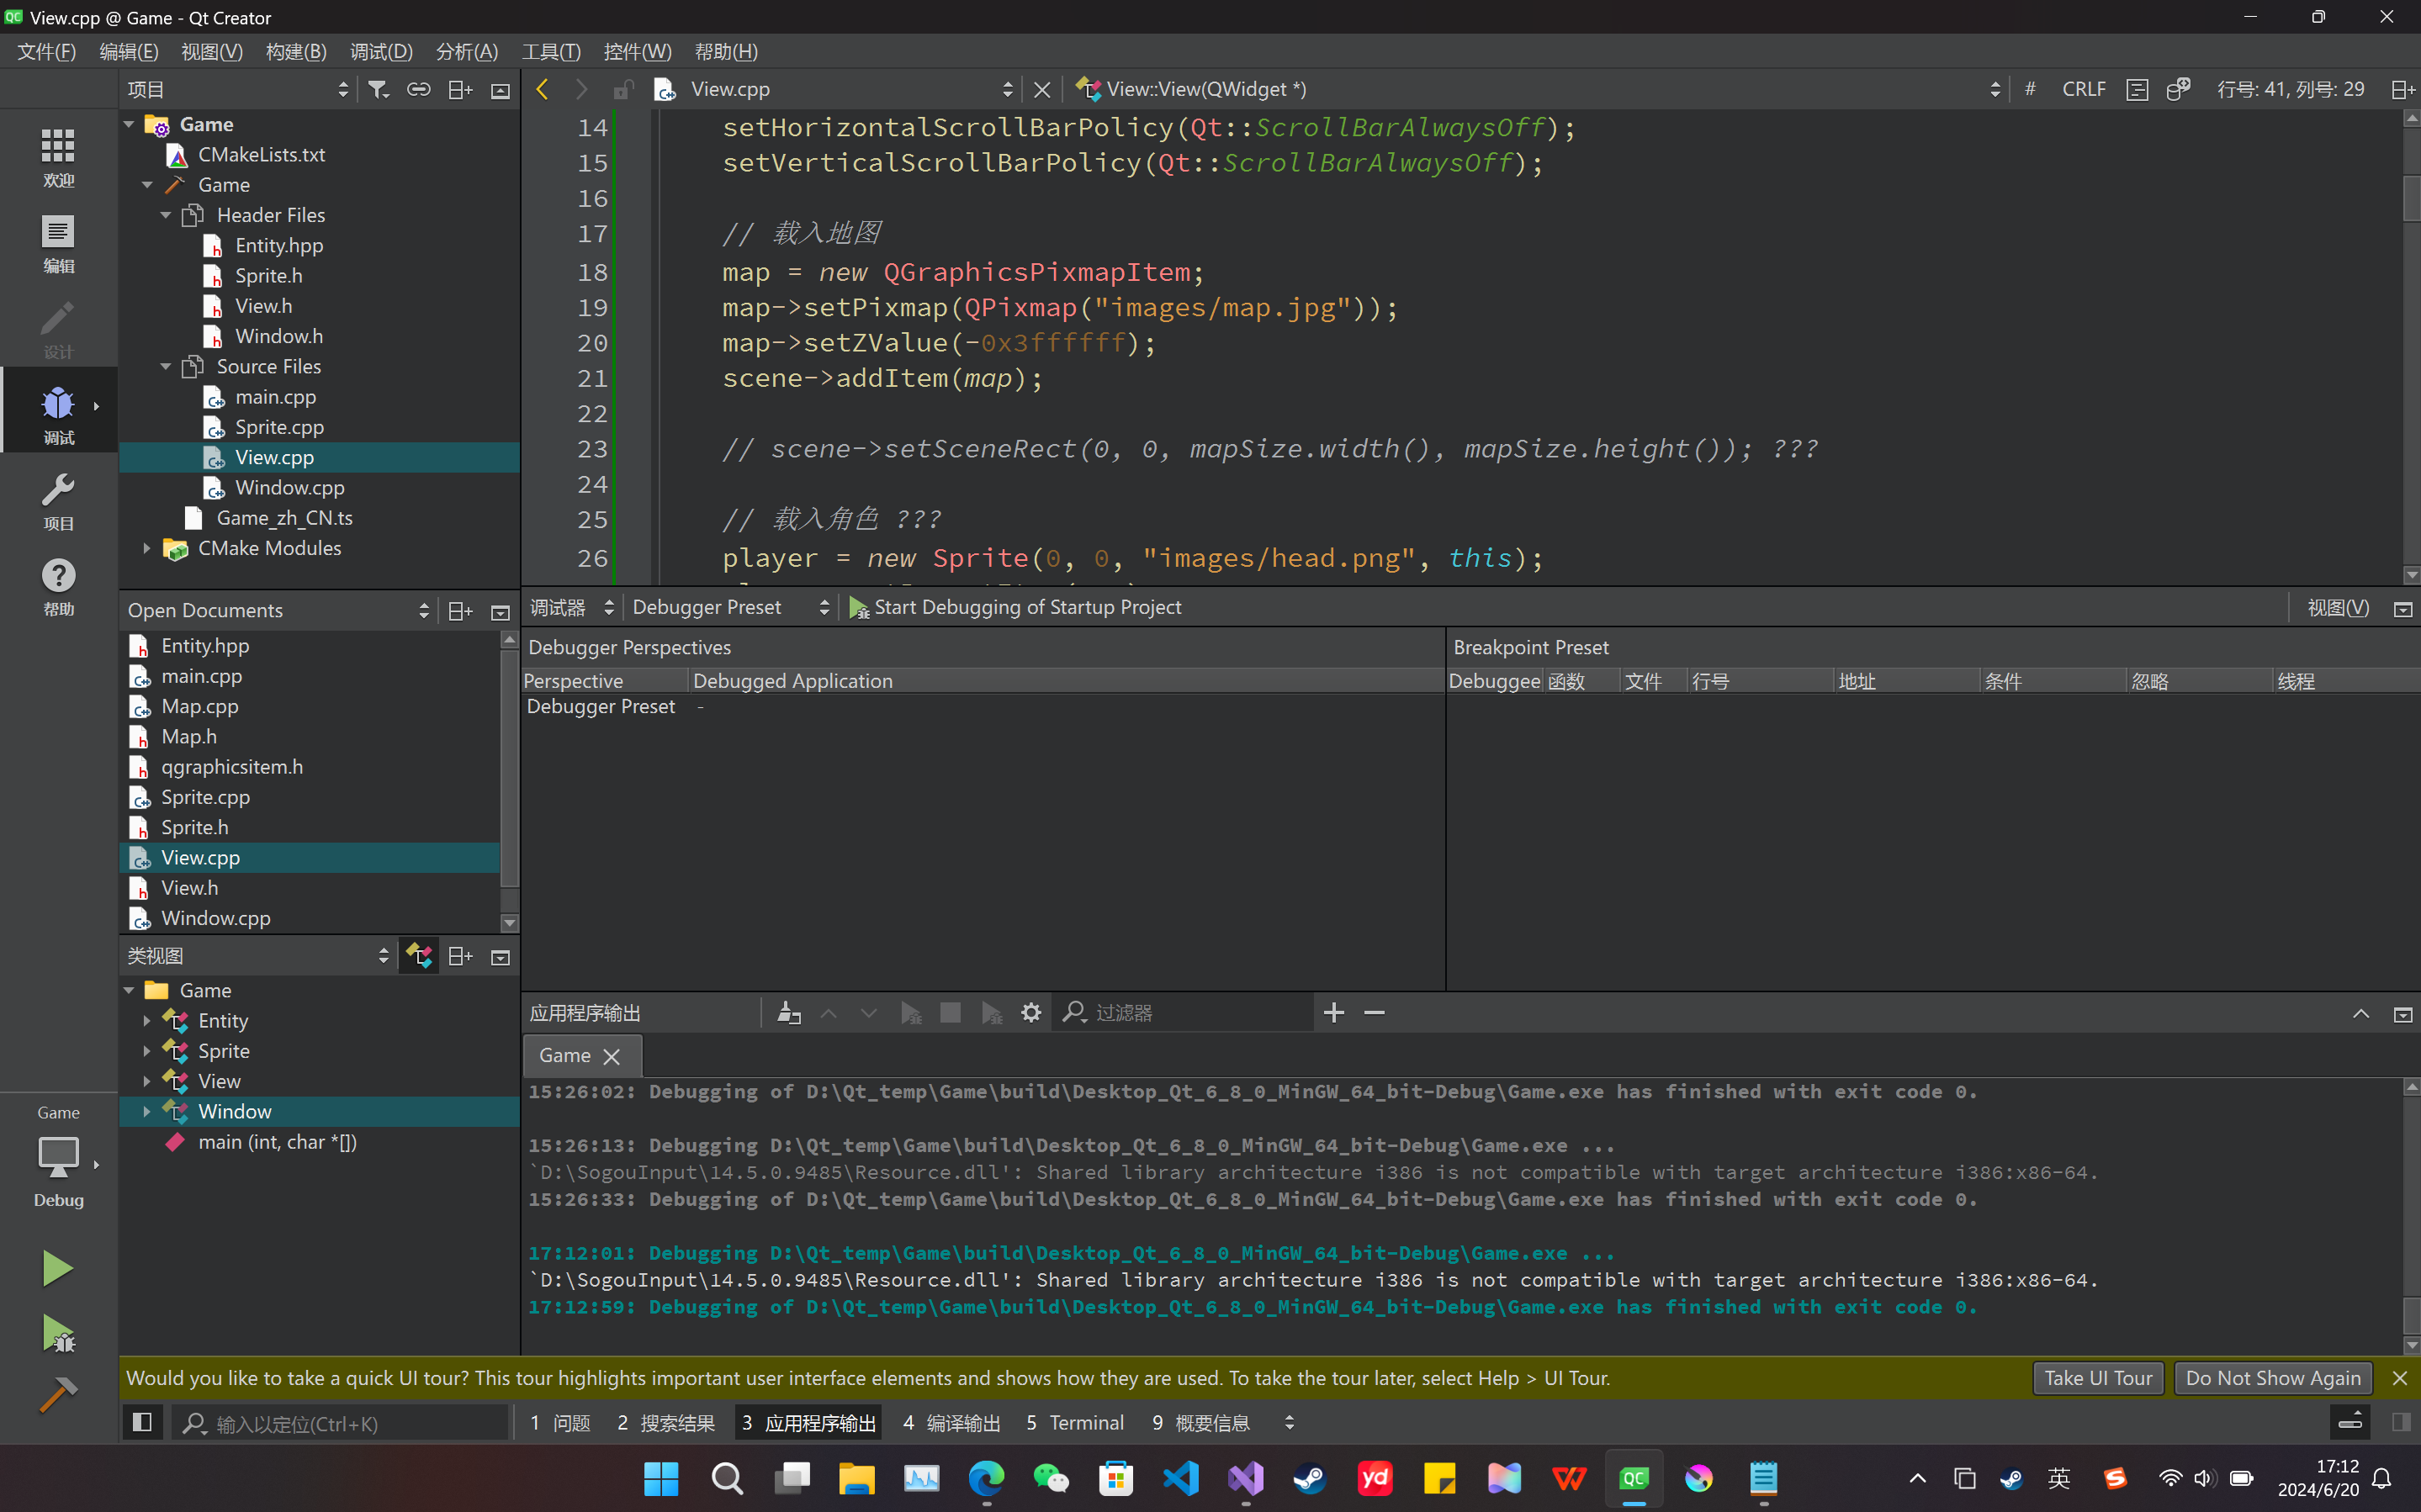 View.cpp @ Game - Qt Creator
文件(F) 编辑(E) 视图(V) 构建(B) 调试(D) 分析(A) 工具(T) 控件(W) 帮助(H)
项目
View.cpp
View::View(QWidget *)
# CRLF 行号: 41, 列号: 29
欢迎
编辑
设计
调试
项目
帮助
Game
Debug
Game
CMakeLists.txt
Game
Header Files
Entity.hpp
Sprite.h
View.h
Window.h
Source Files
main.cpp
Sprite.cpp
View.cpp
Window.cpp
Game_zh_CN.ts
CMake Modules
Open Documents
Entity.hpp
main.cpp
Map.cpp
Map.h
qgraphicsitem.h
Sprite.cpp
Sprite.h
View.cpp
View.h
Window.cpp
类视图
Game
Entity
Sprite
View
Window
main (int, char *[])
14 setHorizontalScrollBarPolicy(Qt::ScrollBarAlwaysOff);
15 setVerticalScrollBarPolicy(Qt::ScrollBarAlwaysOff);
16
17 // 载入地图
18 map = new QGraphicsPixmapItem;
19 map->setPixmap(QPixmap("images/map.jpg"));
20 map->setZValue(-0x3ffffff);
21 scene->addItem(map);
22
23 // scene->setSceneRect(0, 0, mapSize.width(), mapSize.height()); ???
24
25 // 载入角色 ???
26 player = new Sprite(0, 0, "images/head.png", this);
调试器 Debugger Preset Start Debugging of Startup Project 视图(V)
Debugger Perspectives
Perspective Debugged Application
Debugger Preset -
Breakpoint Preset
Debuggee 函数 文件 行号 地址 条件 忽略 线程
应用程序输出 过滤器
Game
15:26:02: Debugging of D:\Qt_temp\Game\build\Desktop_Qt_6_8_0_MinGW_64_bit-Debug\Game.exe has finished with exit code 0.
15:26:13: Debugging D:\Qt_temp\Game\build\Desktop_Qt_6_8_0_MinGW_64_bit-Debug\Game.exe ...
`D:\SogouInput\14.5.0.9485\Resource.dll': Shared library architecture i386 is not compatible with target architecture i386:x86-64.
15:26:33: Debugging of D:\Qt_temp\Game\build\Desktop_Qt_6_8_0_MinGW_64_bit-Debug\Game.exe has finished with exit code 0.
17:12:01: Debugging D:\Qt_temp\Game\build\Desktop_Qt_6_8_0_MinGW_64_bit-Debug\Game.exe ...
`D:\SogouInput\14.5.0.9485\Resource.dll': Shared library architecture i386 is not compatible with target architecture i386:x86-64.
17:12:59: Debugging of D:\Qt_temp\Game\build\Desktop_Qt_6_8_0_MinGW_64_bit-Debug\Game.exe has finished with exit code 0.
Would you like to take a quick UI tour? This tour highlights important user interface elements and shows how they are used. To take the tour later, select Help > UI Tour. Take UI Tour Do Not Show Again
输入以定位(Ctrl+K) 1 问题 2 搜索结果 3 应用程序输出 4 编译输出 5 Terminal 9 概要信息
yd QC 英 17:12
2024/6/20